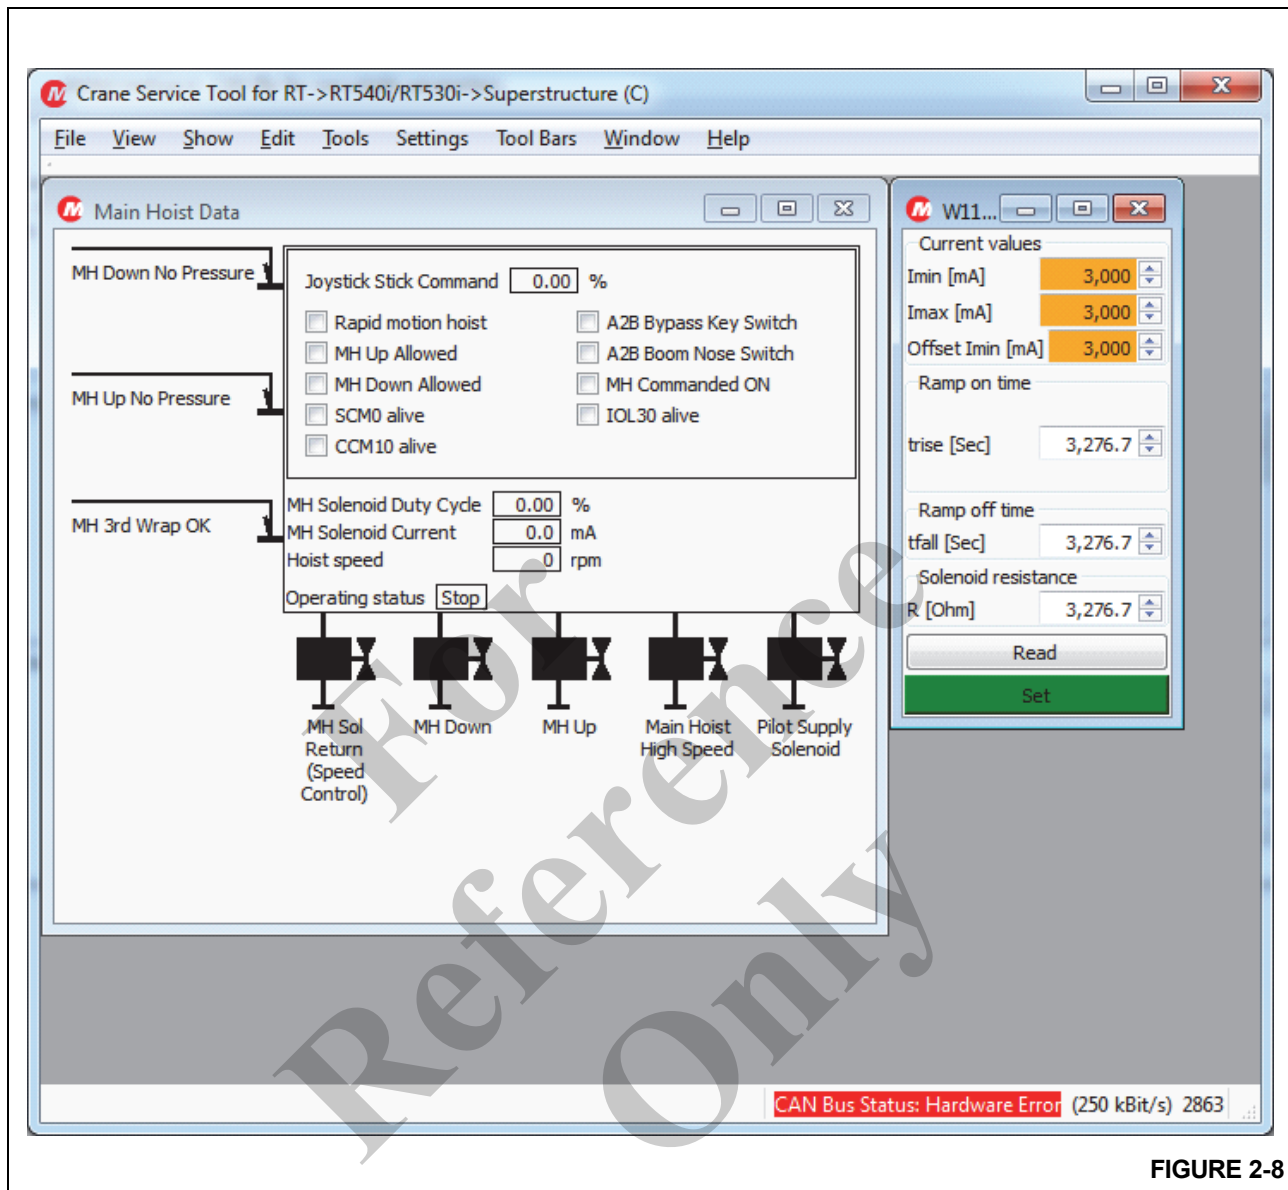 Crane Service Tool for RT->RT540i/RT530i->Superstructure (C)
File View Show Edit Tools Settings Tool Bars Window Help
Main Hoist Data
MH Down No Pressure
MH Up No Pressure
MH 3rd Wrap OK
Joystick Stick Command 0.00 %
Rapid motion hoist
A2B Bypass Key Switch
MH Up Allowed
A2B Boom Nose Switch
MH Down Allowed
MH Commanded ON
SCM0 alive
IOL30 alive
CCM10 alive
MH Solenoid Duty Cycle 0.00 %
MH Solenoid Current 0.0 mA
Hoist speed 0 rpm
Operating status Stop
MH Sol
Return
(Speed
Control)
MH Down
MH Up
Main Hoist
High Speed
Pilot Supply
Solenoid
W11...
Current values
Imin [mA] 3,000
Imax [mA] 3,000
Offset Imin [mA] 3,000
Ramp on time
trise [Sec] 3,276.7
Ramp off time
tfall [Sec] 3,276.7
Solenoid resistance
R [Ohm] 3,276.7
Read
Set
For
Reference
Only
CAN Bus Status: Hardware Error (250 kBit/s) 2863
FIGURE 2-8